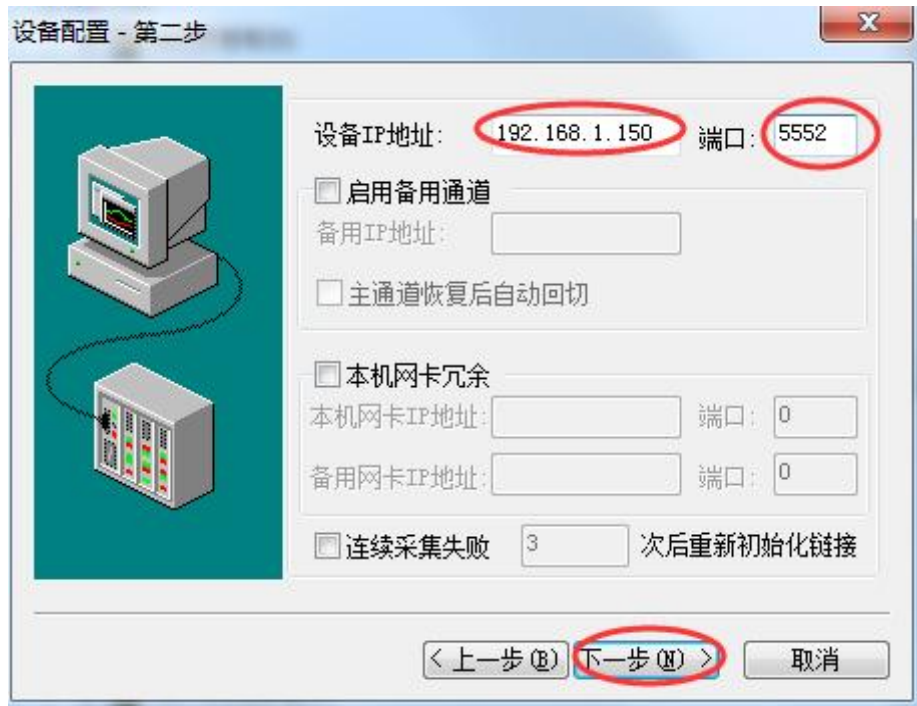 设备配置 - 第二步
设备IP地址: 192.168.1.150 端口: 5552
启用备用通道
备用IP地址:
主通道恢复后自动回切
本机网卡冗余
本机网卡IP地址: 端口: 0
备用网卡IP地址: 端口: 0
连续采集失败 3 次后重新初始化链接
< 上一步(B) 下一步(N) > 取消